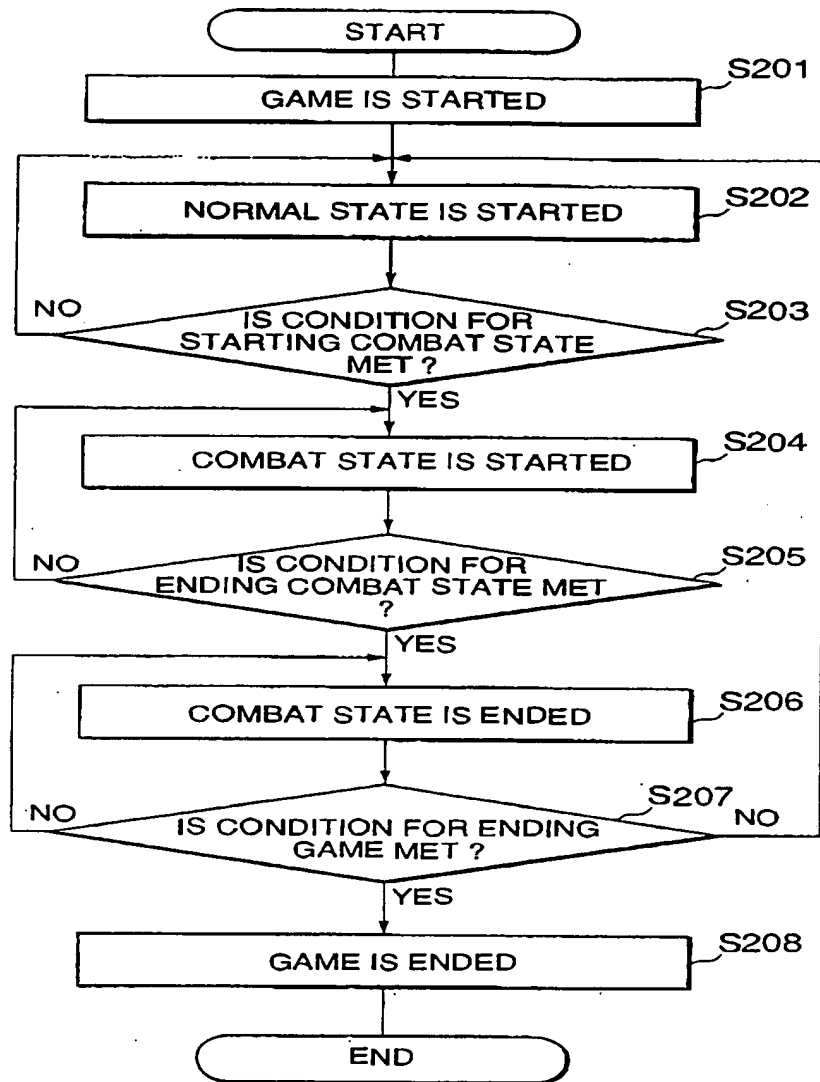 START
S201
GAME IS STARTED
S202
NORMAL STATE IS STARTED
NO
S203
IS CONDITION FOR
STARTING COMBAT STATE
MET ?
YES
S204
COMBAT STATE IS STARTED
NO
S205
IS CONDITION FOR
ENDING COMBAT STATE MET
?
YES
S206
COMBAT STATE IS ENDED
S207
NO
NO
IS CONDITION FOR ENDING
GAME MET ?
YES
S208
GAME IS ENDED
END